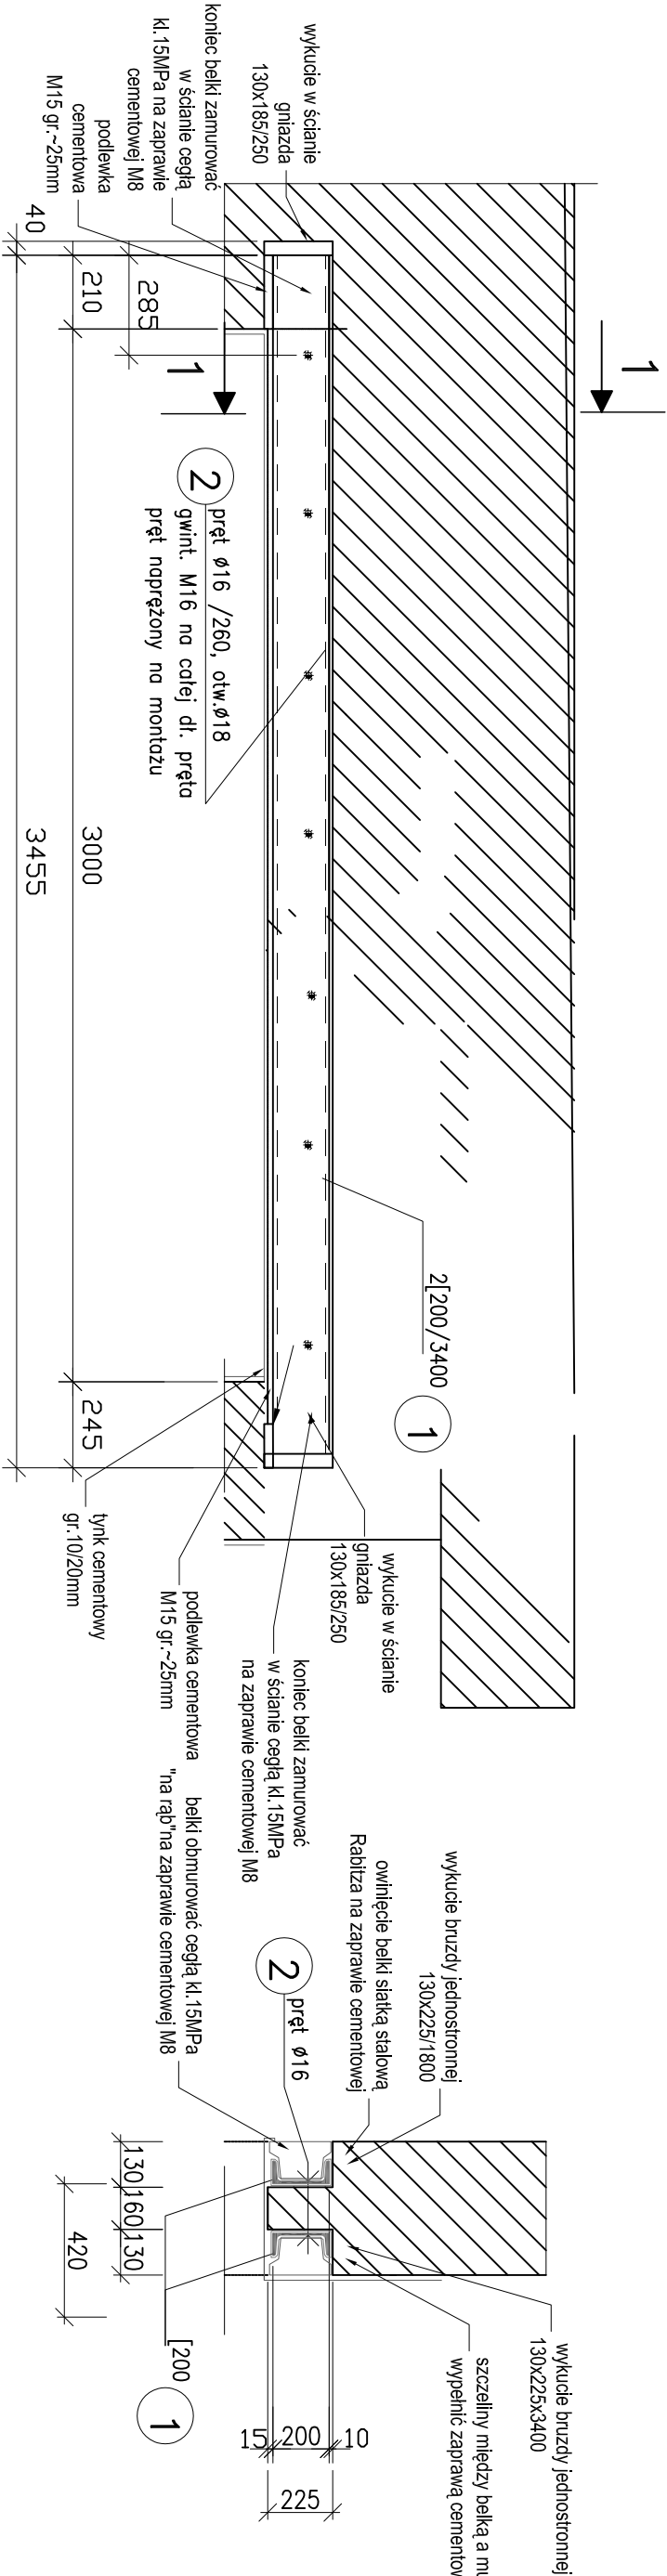 wykucie w ścianie
gniazda
130x185/250
koniec belki zamurować
w ścianie cegłą
kl.15MPa na zaprawie
cementowej M8
podlewka
cementowa
M15 gr.~25mm
40
210
285
3000
3455
245
1
1
2
pręt ø16 /260, otw.ø18
gwint. M16 na całej dł. pręta
pręt naprężony na montażu
2[200/3400
1
wykucie w ścianie
gniazda
130x185/250
koniec belki zamurować
w ścianie cegłą kl.15MPa
na zaprawie cementowej M8
podlewka cementowa
M15 gr.~25mm
tynk cementowy
gr.10/20mm
wykucie bruzdy jednostronnej
130x225/1800
owinięcie belki siatką stalową
Rabitza na zaprawie cementowej
2
pręt ø16
belki obmurować cegłą kl.15MPa
"na rąb"na zaprawie cementowej M8
wykucie bruzdy jednostronnej
130x225x3400
szczeliny między belką a mu
wypełnić zaprawą cementow
130
160
130
420
[200
1
15
200
10
225